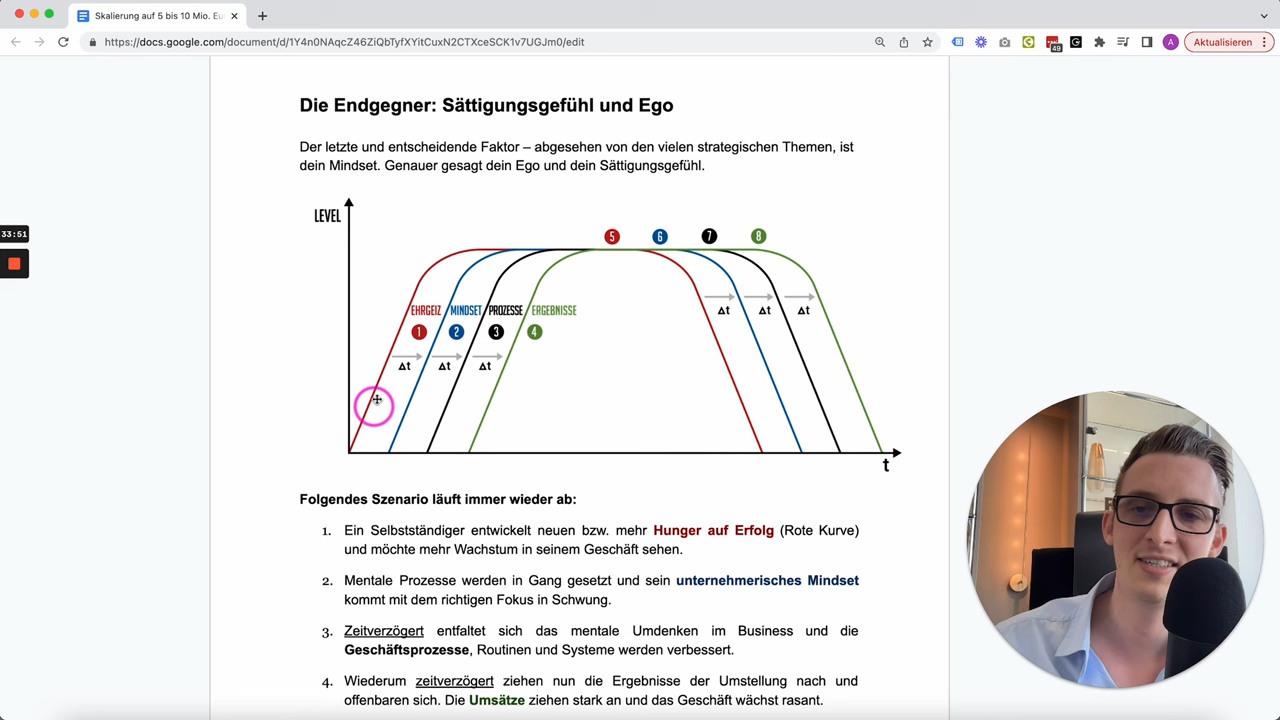 Skalierung auf 5 bis 10 Mio. Eu
https://docs.google.com/document/d/1Y4n0NAqcZ46ZiQbTyfXYitCuxN2CTXceSCK1v7UGJm0/edit
49
A
Aktualisieren
Die Endgegner: Sättigungsgefühl und Ego
Der letzte und entscheidende Faktor – abgesehen von den vielen strategischen Themen, ist
dein Mindset. Genauer gesagt dein Ego und dein Sättigungsgefühl.
33:51
LEVEL
5 6 7 8
EHRGEIZ MINDSET PROZESSE ERGEBNISSE
Δt Δt Δt
1 2 3 4
Δt Δt Δt
t
Folgendes Szenario läuft immer wieder ab:
1. Ein Selbstständiger entwickelt neuen bzw. mehr Hunger auf Erfolg (Rote Kurve)
und möchte mehr Wachstum in seinem Geschäft sehen.
2. Mentale Prozesse werden in Gang gesetzt und sein unternehmerisches Mindset
kommt mit dem richtigen Fokus in Schwung.
3. Zeitverzögert entfaltet sich das mentale Umdenken im Business und die
Geschäftsprozesse, Routinen und Systeme werden verbessert.
4. Wiederum zeitverzögert ziehen nun die Ergebnisse der Umstellung nach und
offenbaren sich. Die Umsätze ziehen stark an und das Geschäft wächst rasant.